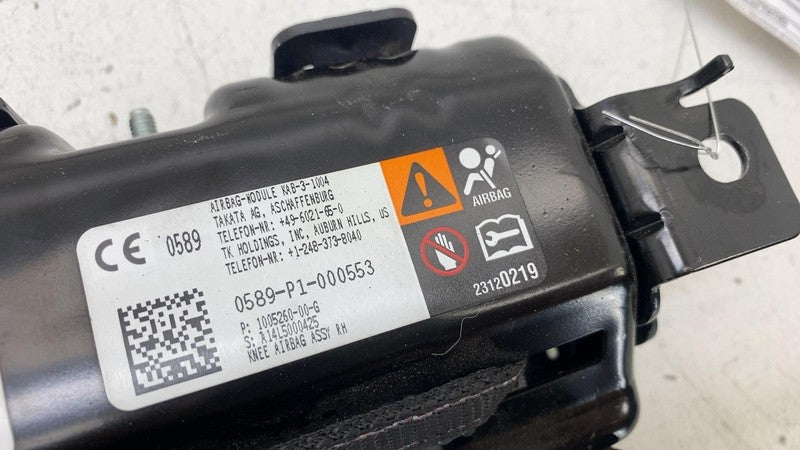 CE 0589
AIRBAG-MODULE KAB-3-1004
TAKATA AG, ASCHAFFENBURG
TELEFON-NR: +49-6021-65-0
TK HOLDINGS, INC, AUBURN HILLS, US
TELEFON-NR: +1-248-373-8040
0589-P1-000553
P: 1005260-00-G
S: R14L5000425
KNEE AIRBAG ASSY RH
AIRBAG
23120219